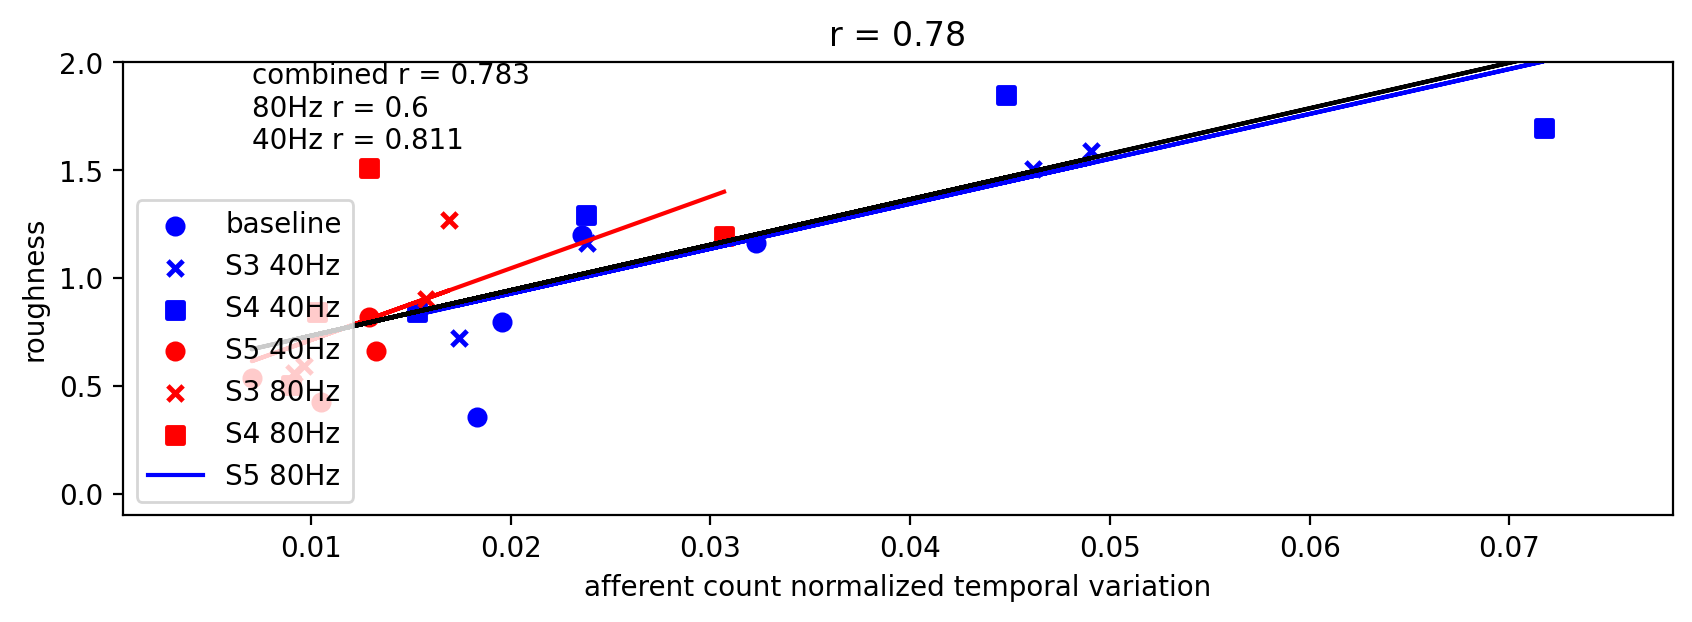 r = 0.78
combined r = 0.783
80Hz r = 0.6
40Hz r = 0.811
roughness
2.0
1.5
1.0
0.5
0.0
baseline
S3 40Hz
S4 40Hz
S5 40Hz
S3 80Hz
S4 80Hz
S5 80Hz
0.01 0.02 0.03 0.04 0.05 0.06 0.07
afferent count normalized temporal variation